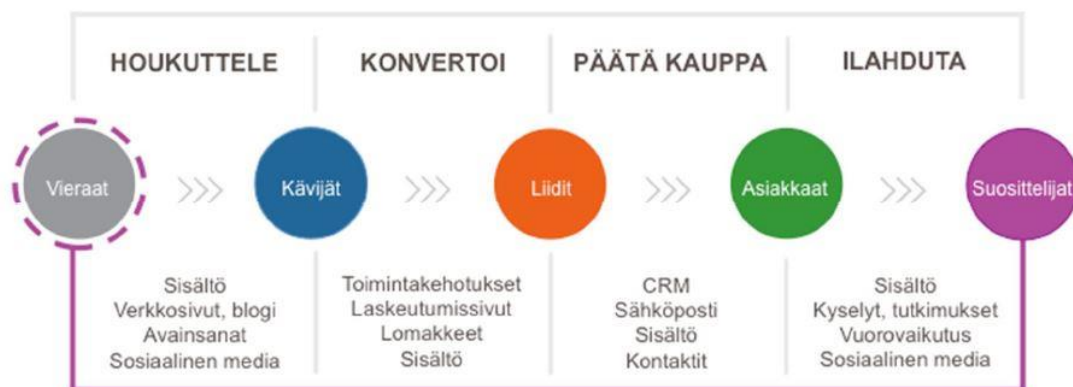 HOUKUTTELE
KONVERTOI
PÄÄTÄ KAUPPA
ILAHDUTA
Vieraat
Kävijät
Liidit
Asiakkaat
Suosittelijat
Sisältö
Verkkosivut, blogi
Avainsanat
Sosiaalinen media
Toimintakehotukset
Laskeutumissivut
Lomakkeet
Sisältö
CRM
Sähköposti
Sisältö
Kontaktit
Sisältö
Kyselyt, tutkimukset
Vuorovaikutus
Sosiaalinen media